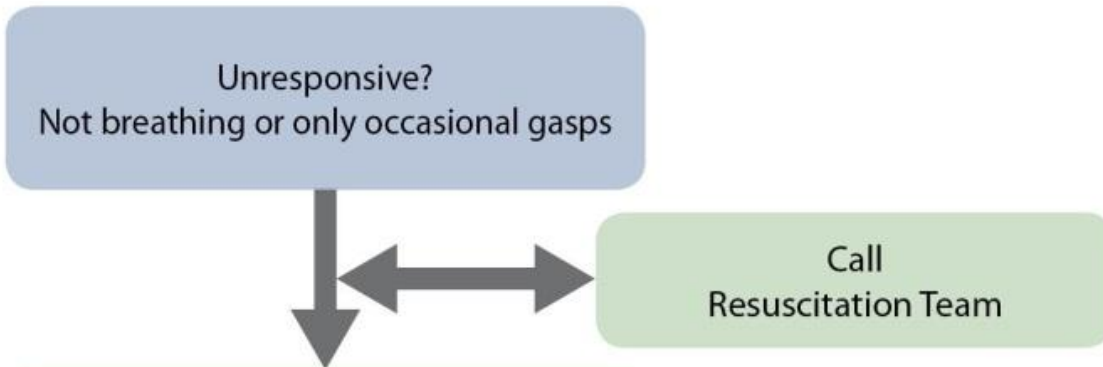 Unresponsive?
Not breathing or only occasional gasps
Call
Resuscitation Team